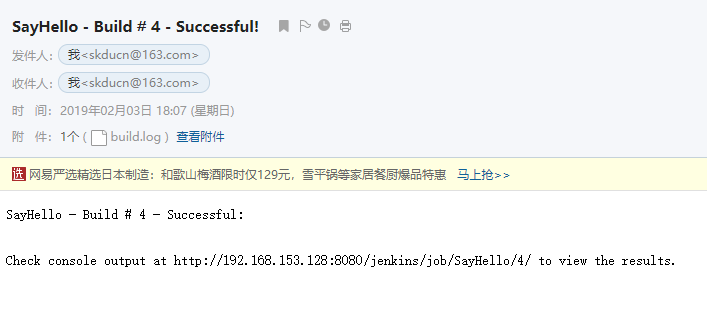 SayHello - Build # 4 - Successful!
发件人：我<skducn@163.com>
收件人：我<skducn@163.com>
时 间：2019年02月03日 18:07 (星期日)
附 件：1个 ( build.log ) 查看附件
选 网易严选精选日本制造：和歌山梅酒限时仅129元，雪平锅等家居餐厨爆品特惠 马上抢>>
SayHello - Build # 4 - Successful:
Check console output at http://192.168.153.128:8080/jenkins/job/SayHello/4/ to view the results.